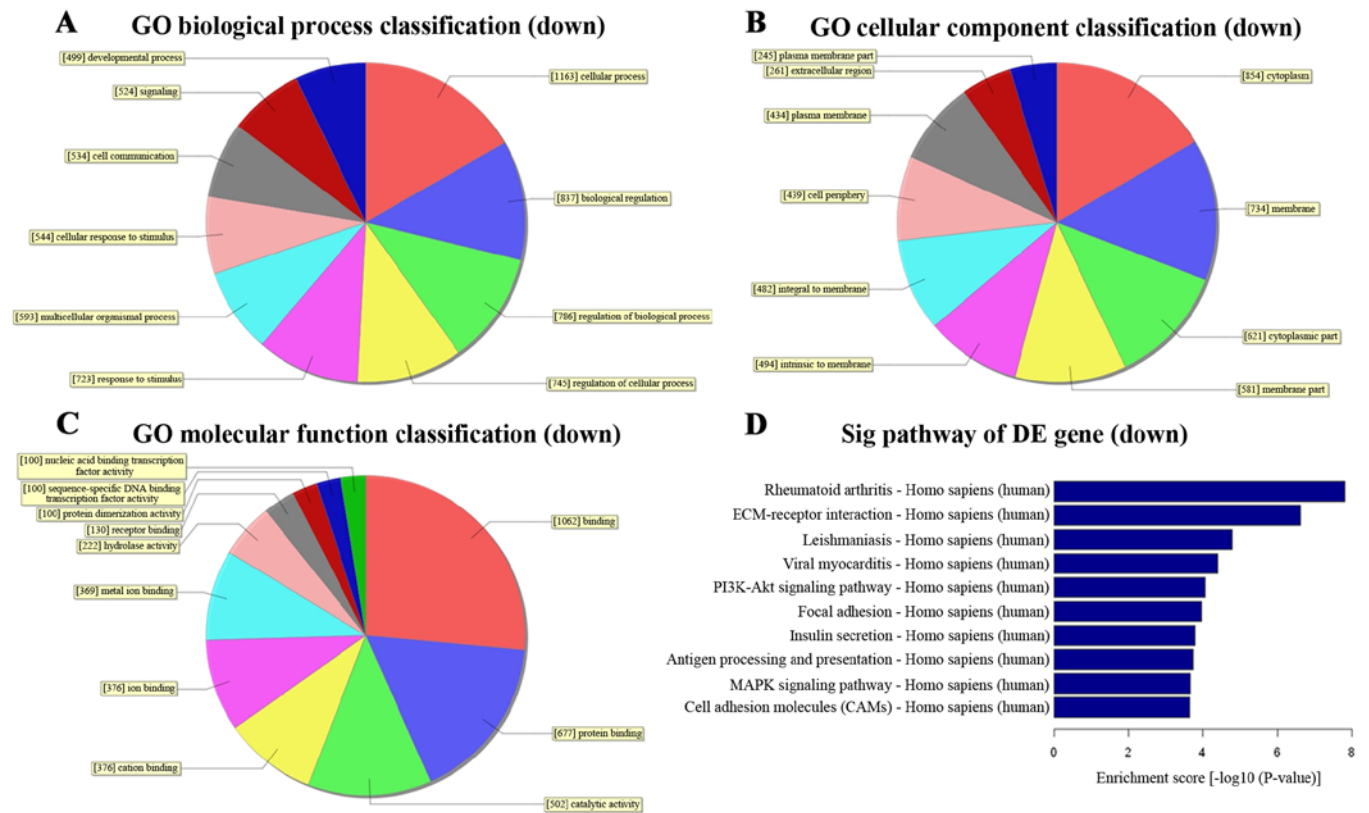 A
GO biological process classification (down)
[499] developmental process
[524] signaling
[534] cell communication
[544] cellular response to stimulus
[593] multicellular organismal process
[723] response to stimulus
[1163] cellular process
[837] biological regulation
[786] regulation of biological process
[745] regulation of cellular process
B
GO cellular component classification (down)
[245] plasma membrane part
[261] extracellular region
[434] plasma membrane
[439] cell periphery
[482] integral to membrane
[494] intrinsic to membrane
[854] cytoplasm
[734] membrane
[621] cytoplasmic part
[581] membrane part
C
GO molecular function classification (down)
[100] nucleic acid binding transcription
factor activity
[100] sequence-specific DNA binding
transcription factor activity
[100] protein dimerization activity
[130] receptor binding
[222] hydrolase activity
[369] metal ion binding
[376] ion binding
[376] cation binding
[1062] binding
[677] protein binding
[502] catalytic activity
D
Sig pathway of DE gene (down)
Rheumatoid arthritis - Homo sapiens (human)
ECM-receptor interaction - Homo sapiens (human)
Leishmaniasis - Homo sapiens (human)
Viral myocarditis - Homo sapiens (human)
PI3K-Akt signaling pathway - Homo sapiens (human)
Focal adhesion - Homo sapiens (human)
Insulin secretion - Homo sapiens (human)
Antigen processing and presentation - Homo sapiens (human)
MAPK signaling pathway - Homo sapiens (human)
Cell adhesion molecules (CAMs) - Homo sapiens (human)
0 2 4 6 8
Enrichment score [-log10 (P-value)]